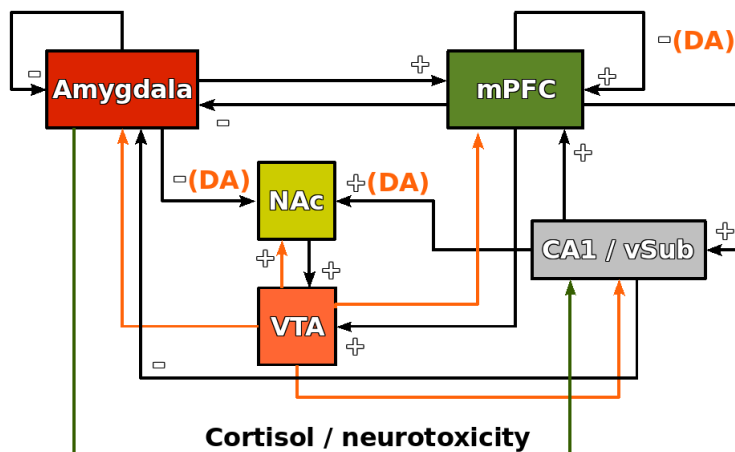 −(DA)
−
+
+
Amygdala
mPFC
−
+
−(DA)
+(DA)
NAc
+
CA1 / vSub
+
+
VTA
+
−
Cortisol / neurotoxicity